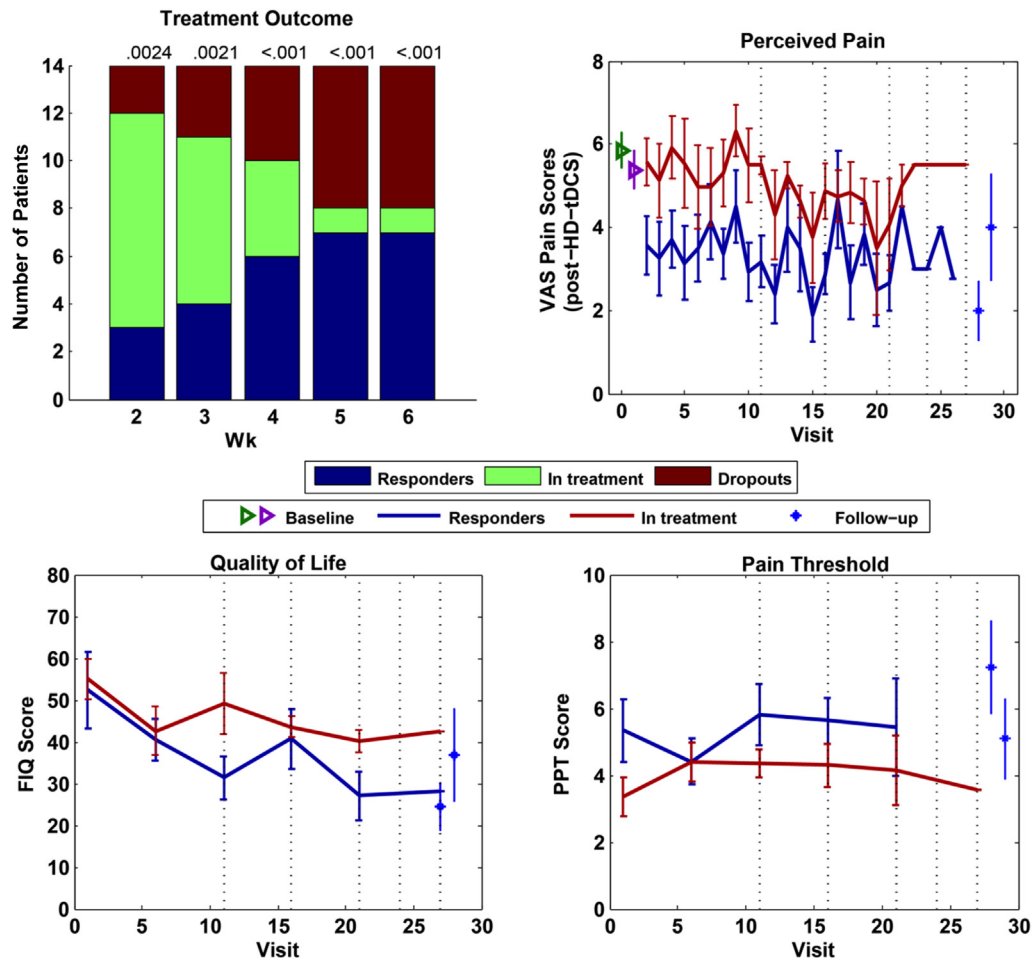 Treatment Outcome
.0024 .0021 <.001 <.001 <.001
14
12
10
8
6
4
2
0
Number of Patients
2 3 4 5 6
Wk
Perceived Pain
8
6
4
2
0
VAS Pain Scores
(post-HD-tDCS)
0 5 10 15 20 25 30
Visit
Responders In treatment Dropouts
Baseline Responders In treatment Follow-up
Quality of Life
80
70
60
50
40
30
20
10
0
FIQ Score
0 5 10 15 20 25 30
Visit
Pain Threshold
10
8
6
4
2
0
PPT Score
0 5 10 15 20 25 30
Visit